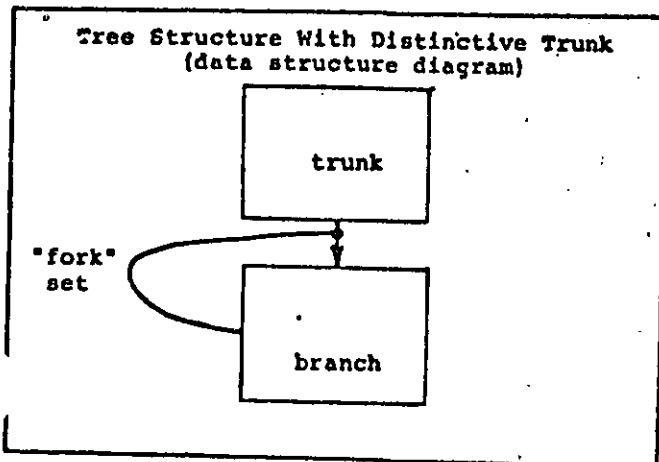 Tree Structure With Distinctive Trunk
(data structure diagram)
trunk
"fork"
set
branch